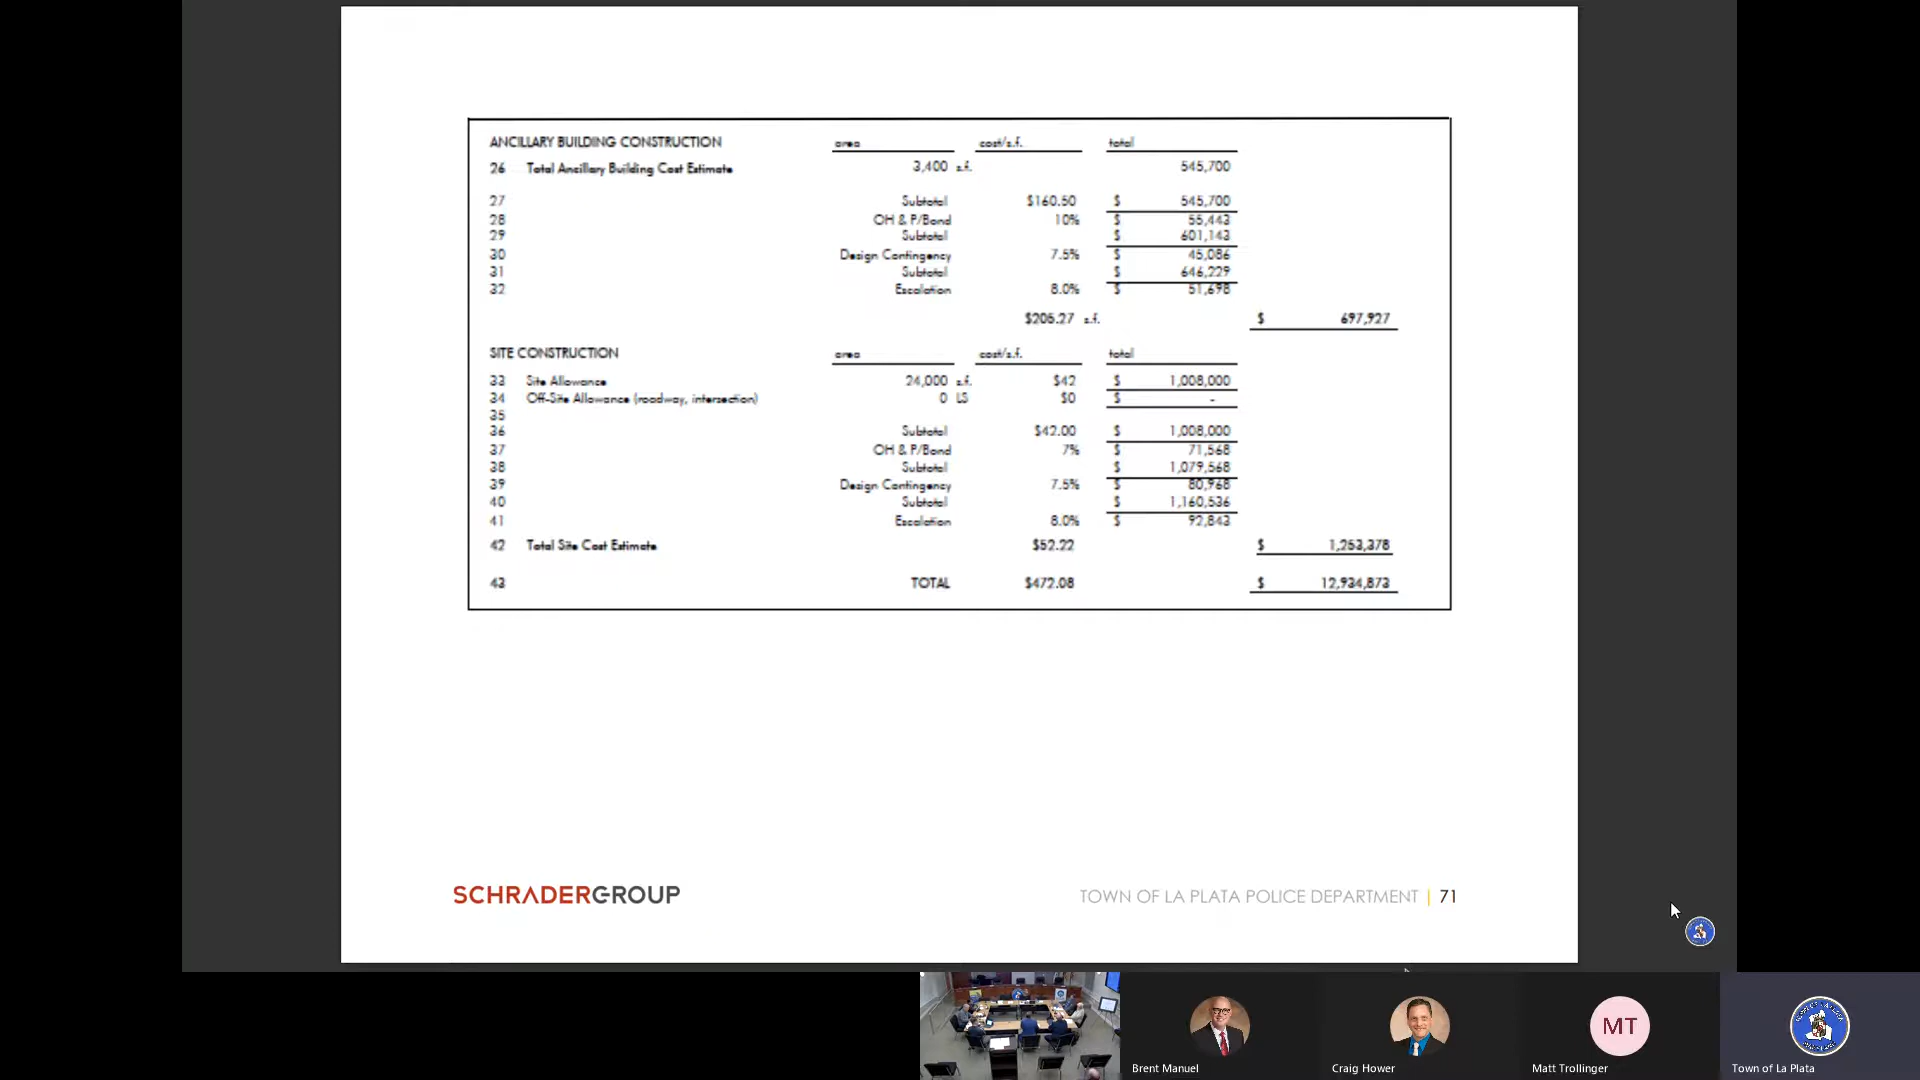 ANCILLARY BUILDING CONSTRUCTION area cost/s.f. total
26 Total Ancillary Building Cost Estimate 3,400 s.f. 545,700
27 Subtotal $160.50 $ 545,700
28 OH & P/Bond 10% $ 55,443
29 Subtotal $ 601,143
30 Design Contingency 7.5% $ 45,086
31 Subtotal $ 646,229
32 Escalation 8.0% $ 51,698
$205.27 s.f. $ 697,927
SITE CONSTRUCTION area cost/s.f. total
33 Site Allowance 24,000 s.f. $42 $ 1,008,000
34 Off-Site Allowance (roadway, intersection) 0 LS $0 $ -
35
36 Subtotal $42.00 $ 1,008,000
37 OH & P/Bond 7% $ 71,568
38 Subtotal $ 1,079,568
39 Design Contingency 7.5% $ 80,968
40 Subtotal $ 1,160,536
41 Escalation 8.0% $ 92,843
42 Total Site Cost Estimate $52.22 $ 1,253,378
43 TOTAL $472.08 $ 12,934,873
SCHRADERGROUP
TOWN OF LA PLATA POLICE DEPARTMENT | 71
MT
Brent Manuel
Craig Hower
Matt Trollinger
Town of La Plata